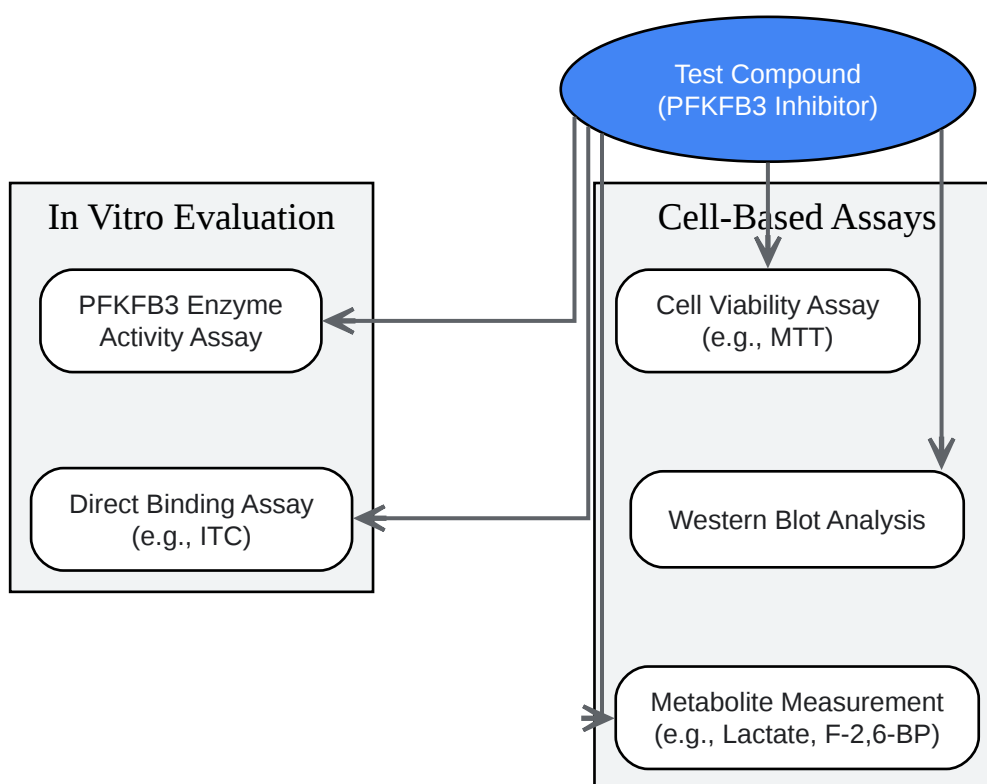 Test Compound
(PFKFB3 Inhibitor)
In Vitro Evaluation
PFKFB3 Enzyme
Activity Assay
Direct Binding Assay
(e.g., ITC)
Cell-Based Assays
Cell Viability Assay
(e.g., MTT)
Western Blot Analysis
Metabolite Measurement
(e.g., Lactate, F-2,6-BP)